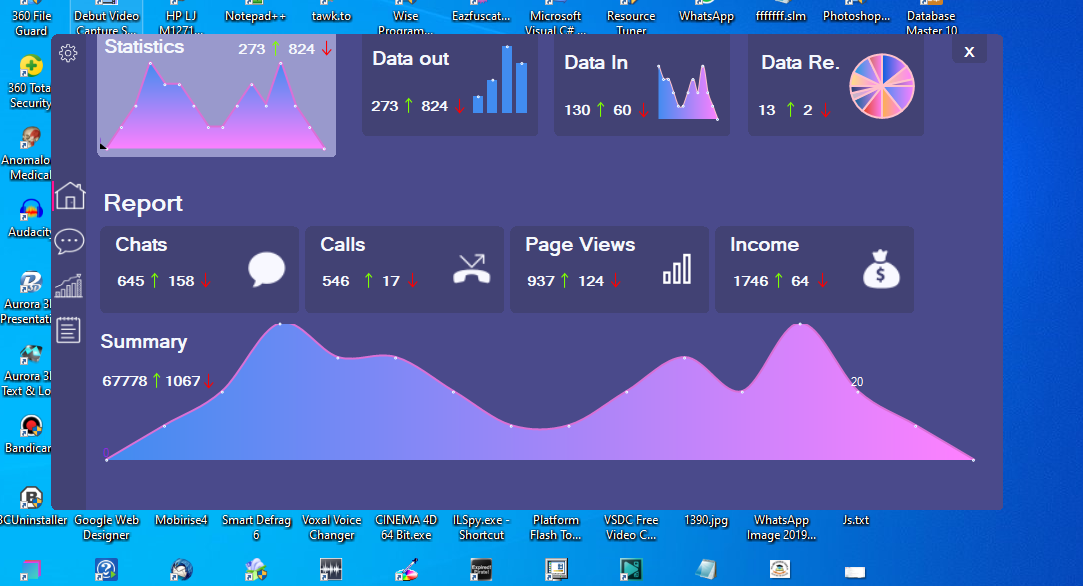 360 File
Guard
Debut Video
Capture S...
HP LJ
M1271...
Notepad++
tawk.to
Wise
Program...
Eazfuscat...
Microsoft
Visual C# ...
Resource
Tuner
WhatsApp
fffffff.slm
Photoshop...
Database
Master 10
360 Tota
Security
Anomalo
Medical
Audacity
Aurora 3I
Presentati
Aurora 3I
Text & Lo
Bandicar
Statistics
273 824
Data out
273 824
Data In
130 60
Data Re.
13 2
X
Report
Chats
645 158
Calls
546 17
Page Views
937 124
Income
1746 64
Summary
67778 1067
20
0
BCUninstaller
Google Web
Designer
Mobirise4
Smart Defrag
6
Voxal Voice
Changer
CINEMA 4D
64 Bit.exe
ILSpy.exe -
Shortcut
Platform
Flash To...
VSDC Free
Video C...
1390.jpg
WhatsApp
Image 2019...
Js.txt